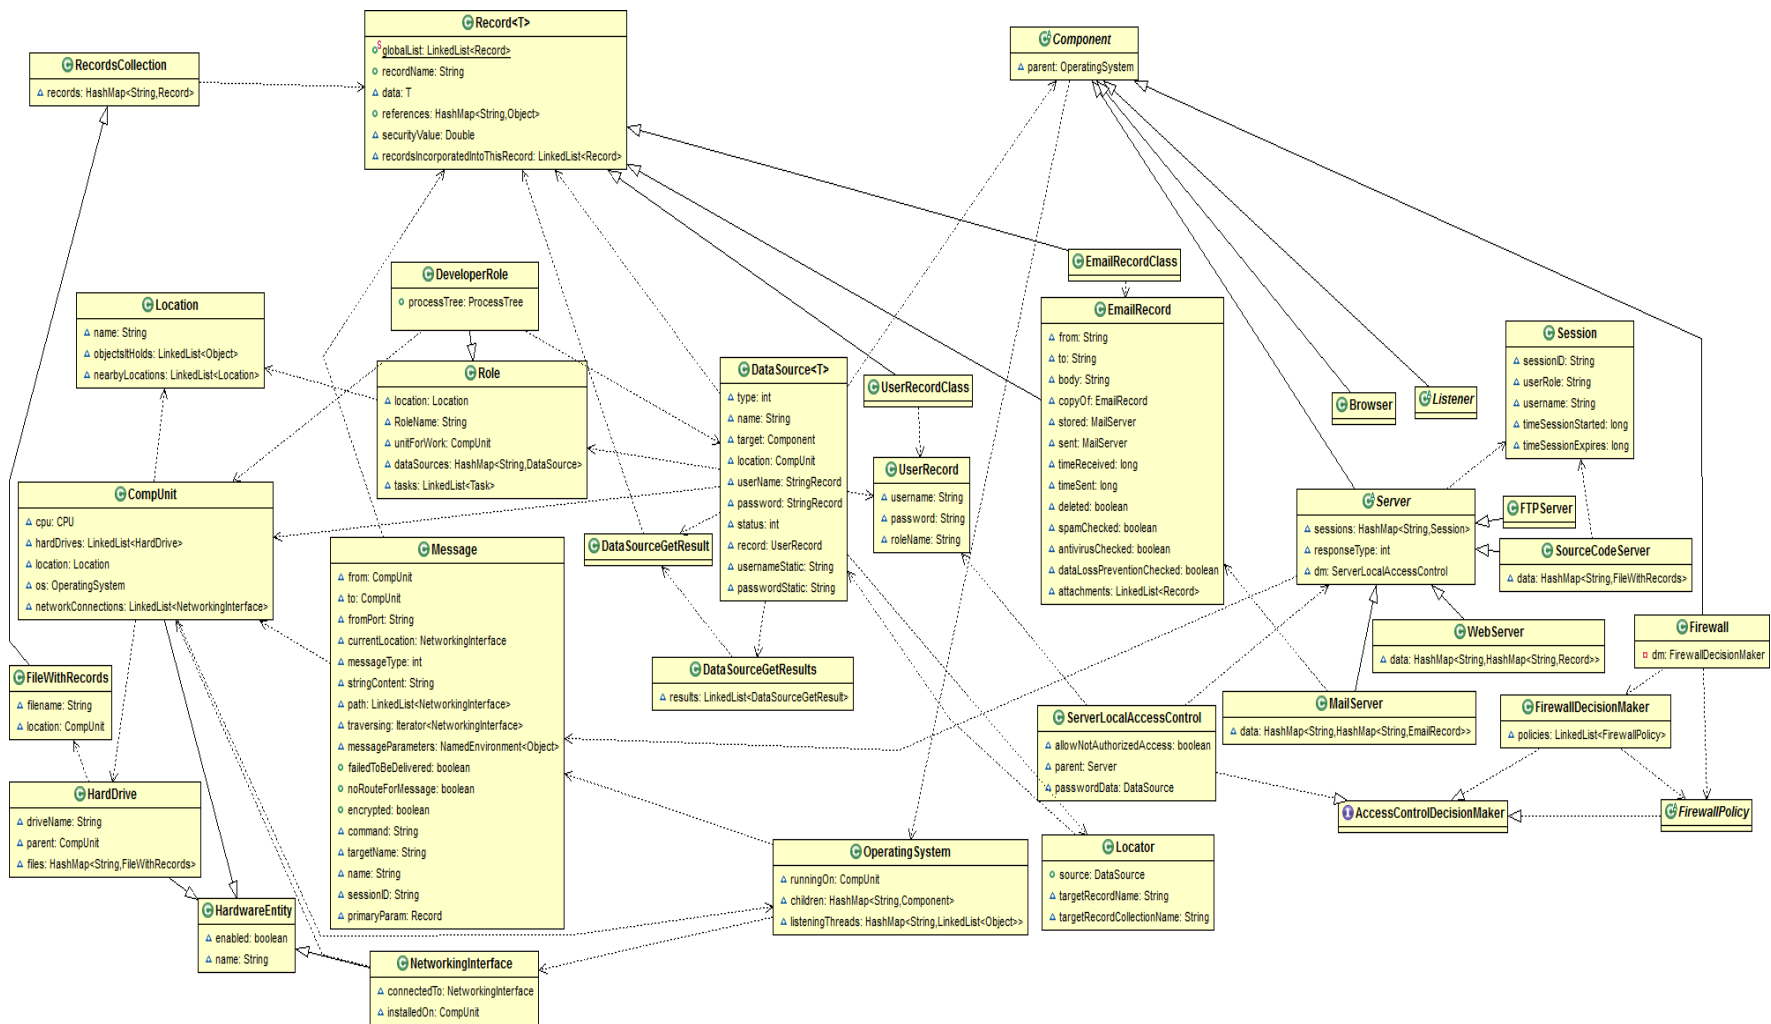 Record<T>
globalList: LinkedList<Record>
recordName: String
data: T
references: HashMap<String,Object>
securityValue: Double
recordsIncorporatedIntoThisRecord: LinkedList<Record>
Component
parent: OperatingSystem
RecordsCollection
records: HashMap<String,Record>
EmailRecordClass
DeveloperRole
processTree: ProcessTree
Location
name: String
objectsItHolds: LinkedList<Object>
nearbyLocations: LinkedList<Location>
EmailRecord
from: String
to: String
body: String
copyOf: EmailRecord
stored: MailServer
sent: MailServer
timeReceived: long
timeSent: long
deleted: boolean
spamChecked: boolean
antivirusChecked: boolean
dataLossPreventionChecked: boolean
attachments: LinkedList<Record>
Session
sessionID: String
userRole: String
username: String
timeSessionStarted: long
timeSessionExpires: long
Role
location: Location
RoleName: String
unitForWork: CompUnit
dataSources: HashMap<String,DataSource>
tasks: LinkedList<Task>
DataSource<T>
type: int
name: String
target: Component
location: CompUnit
userName: StringRecord
password: StringRecord
status: int
record: UserRecord
usernameStatic: String
passwordStatic: String
UserRecordClass
Browser
Listener
UserRecord
username: String
password: String
roleName: String
CompUnit
cpu: CPU
hardDrives: LinkedList<HardDrive>
location: Location
os: OperatingSystem
networkConnections: LinkedList<NetworkingInterface>
Server
sessions: HashMap<String,Session>
responseType: int
dm: ServerLocalAccessControl
FTPServer
SourceCodeServer
data: HashMap<String,FileWithRecords>
Message
from: CompUnit
to: CompUnit
fromPort: String
currentLocation: NetworkingInterface
messageType: int
stringContent: String
path: LinkedList<NetworkingInterface>
traversing: Iterator<NetworkingInterface>
messageParameters: NamedEnvironment<Object>
failedToBeDelivered: boolean
noRouteForMessage: boolean
encrypted: boolean
command: String
targetName: String
name: String
sessionID: String
primaryParam: Record
DataSourceGetResult
WebServer
data: HashMap<String,HashMap<String,Record>>
Firewall
dm: FirewallDecisionMaker
DataSourceGetResults
results: LinkedList<DataSourceGetResult>
FileWithRecords
filename: String
location: CompUnit
MailServer
data: HashMap<String,HashMap<String,EmailRecord>>
FirewallDecisionMaker
policies: LinkedList<FirewallPolicy>
ServerLocalAccessControl
allowNotAuthorizedAccess: boolean
parent: Server
passwordData: DataSource
HardDrive
driveName: String
parent: CompUnit
files: HashMap<String,FileWithRecords>
AccessControlDecisionMaker
FirewallPolicy
OperatingSystem
runningOn: CompUnit
children: HashMap<String,Component>
listeningThreads: HashMap<String,LinkedList<Object>>
Locator
source: DataSource
targetRecordName: String
targetRecordCollectionName: String
HardwareEntity
enabled: boolean
name: String
NetworkingInterface
connectedTo: NetworkingInterface
installedOn: CompUnit